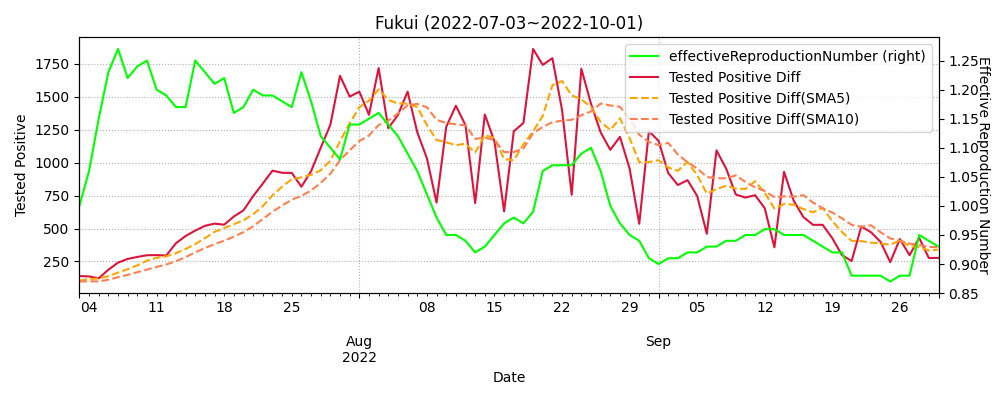 Fukui (2022-07-03~2022-10-01)
effectiveReproductionNumber (right)
Tested Positive Diff
Tested Positive Diff(SMA5)
Tested Positive Diff(SMA10)
Tested Positive
1750
1500
1250
1000
750
500
250
Effective Reproduction Number
1.25
1.20
1.15
1.10
1.05
1.00
0.95
0.90
0.85
04 11 18 25 08 15 22 29 05 12 19 26
Aug Sep
2022
Date